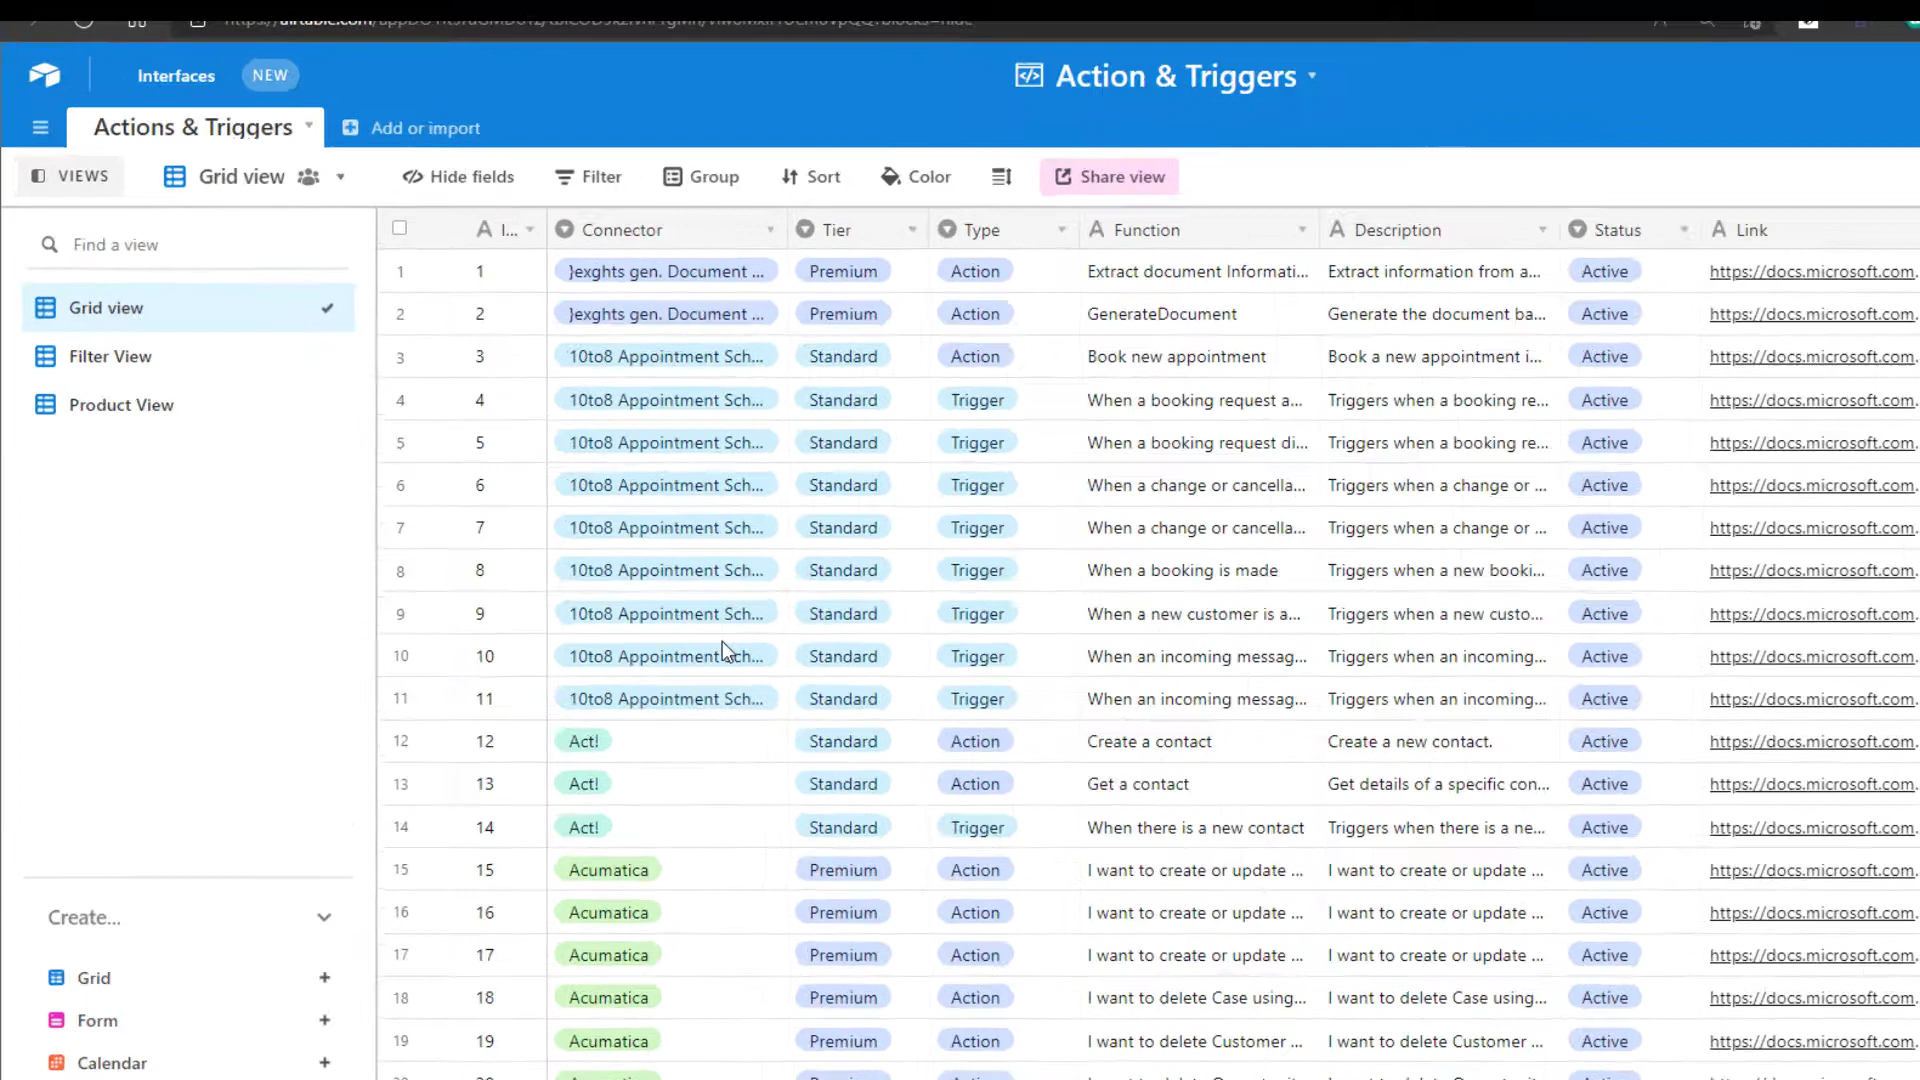 Interfaces NEW Action & Triggers
Actions & Triggers Add or import
VIEWS Grid view Hide fields Filter Group Sort Color Share view
Find a view
Grid view
Filter View
Product View
Create...
Grid
Form
Calendar
I... Connector Tier Type Function Description Status Link
1 1 }exghts gen. Document ... Premium Action Extract document Informati... Extract information from a... Active https://docs.microsoft.com.
2 2 }exghts gen. Document ... Premium Action GenerateDocument Generate the document ba... Active https://docs.microsoft.com.
3 3 10to8 Appointment Sch... Standard Action Book new appointment Book a new appointment i... Active https://docs.microsoft.com.
4 4 10to8 Appointment Sch... Standard Trigger When a booking request a... Triggers when a booking re... Active https://docs.microsoft.com.
5 5 10to8 Appointment Sch... Standard Trigger When a booking request di... Triggers when a booking re... Active https://docs.microsoft.com.
6 6 10to8 Appointment Sch... Standard Trigger When a change or cancella... Triggers when a change or ... Active https://docs.microsoft.com.
7 7 10to8 Appointment Sch... Standard Trigger When a change or cancella... Triggers when a change or ... Active https://docs.microsoft.com.
8 8 10to8 Appointment Sch... Standard Trigger When a booking is made Triggers when a new booki... Active https://docs.microsoft.com.
9 9 10to8 Appointment Sch... Standard Trigger When a new customer is a... Triggers when a new custo... Active https://docs.microsoft.com.
10 10 10to8 Appointment Sch... Standard Trigger When an incoming messag... Triggers when an incoming... Active https://docs.microsoft.com.
11 11 10to8 Appointment Sch... Standard Trigger When an incoming messag... Triggers when an incoming... Active https://docs.microsoft.com.
12 12 Act! Standard Action Create a contact Create a new contact. Active https://docs.microsoft.com.
13 13 Act! Standard Action Get a contact Get details of a specific con... Active https://docs.microsoft.com.
14 14 Act! Standard Trigger When there is a new contact Triggers when there is a ne... Active https://docs.microsoft.com.
15 15 Acumatica Premium Action I want to create or update ... I want to create or update ... Active https://docs.microsoft.com.
16 16 Acumatica Premium Action I want to create or update ... I want to create or update ... Active https://docs.microsoft.com.
17 17 Acumatica Premium Action I want to create or update ... I want to create or update ... Active https://docs.microsoft.com.
18 18 Acumatica Premium Action I want to delete Case using... I want to delete Case using... Active https://docs.microsoft.com.
19 19 Acumatica Premium Action I want to delete Customer ... I want to delete Customer ... Active https://docs.microsoft.com.